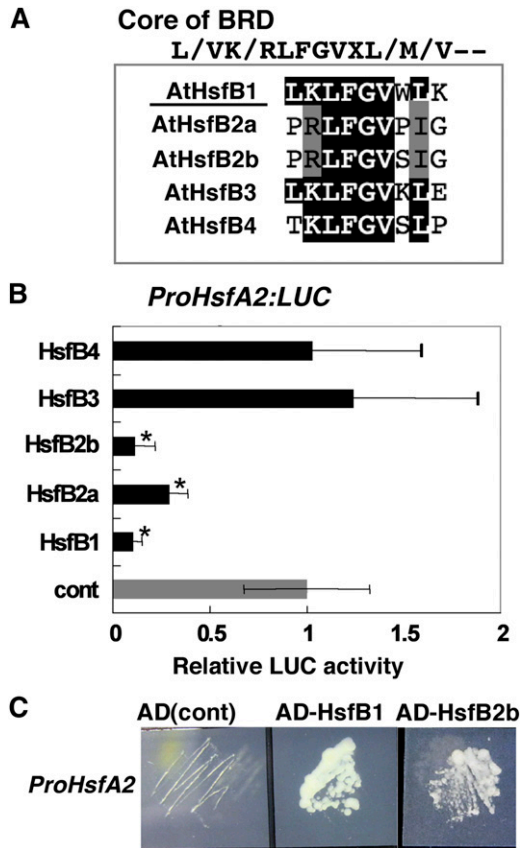 A
Core of BRD
L/VK/RLFGVXL/M/V--
AtHsfB1 LKLFGVWLK
AtHsfB2a PRLFGVPIG
AtHsfB2b PRLFGVSIG
AtHsfB3 LKLFGVKLE
AtHsfB4 TKLFGVSLP
B
ProHsfA2:LUC
HsfB4
HsfB3
HsfB2b *
HsfB2a *
HsfB1 *
cont
0 0.5 1 1.5 2
Relative LUC activity
C
AD(cont) AD-HsfB1 AD-HsfB2b
ProHsfA2